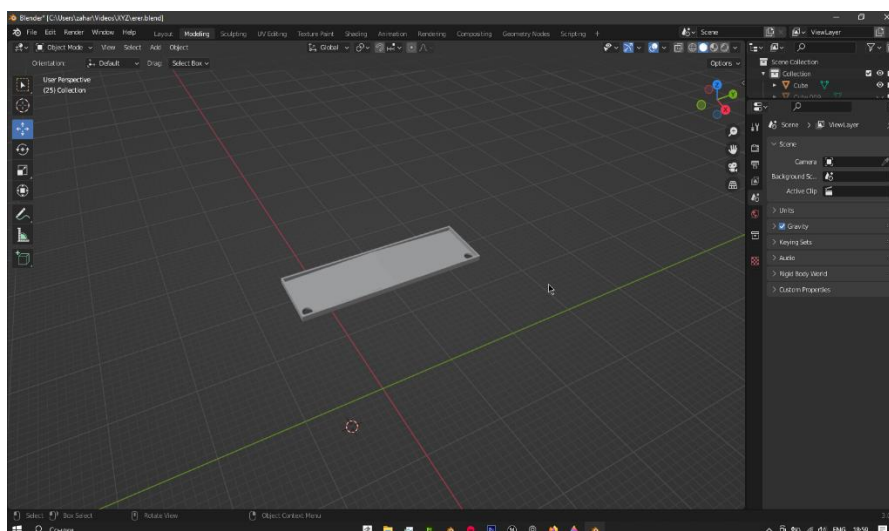 Blender* [C:\Users\zahar\Videos\XYZ\erer.blend]
File Edit Render Window Help Layout Modeling Sculpting UV Editing Texture Paint Shading Animation Rendering Compositing Geometry Nodes Scripting + Scene ViewLayer
Object Mode View Select Add Object Global
Orientation: Default Drag: Select Box Options
User Perspective
(25) Collection
Z
Scene Collection
Collection
Cube
Scene > ViewLayer
Scene
Camera
Background Sc...
Active Clip
Units
Gravity
Keying Sets
Audio
Rigid Body World
Custom Properties
Select Box Select Rotate View Object Context Menu
ENG 18:59